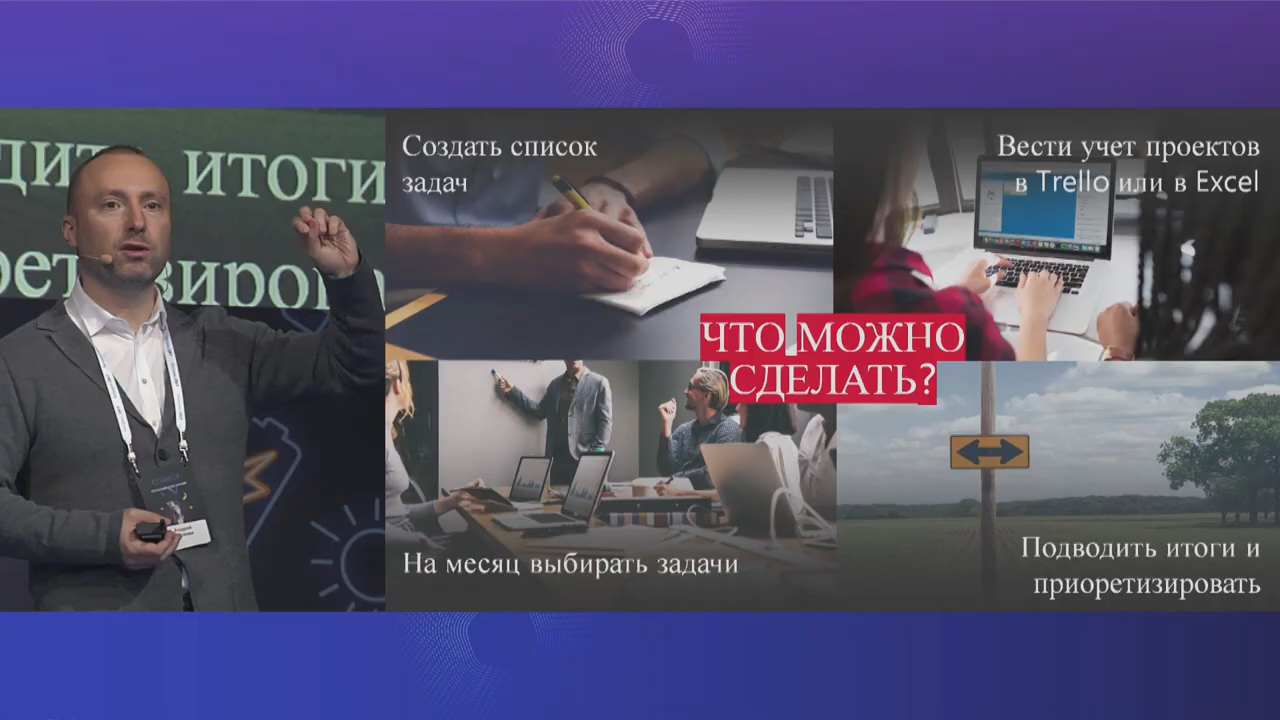 итоги
Создать список
задач
Вести учет проектов
в Trello или в Excel
ЧТО МОЖНО
СДЕЛАТЬ?
На месяц выбирать задачи
Подводить итоги и
приоретизировать